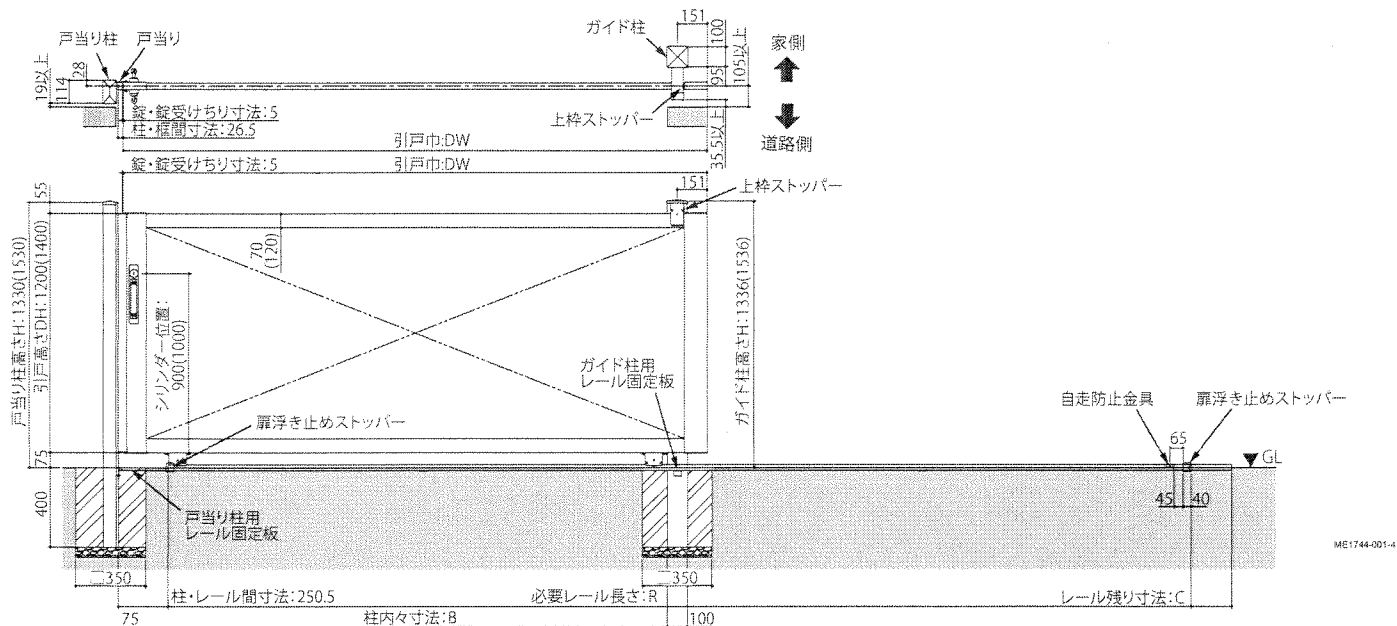 151
ガイド柱
100
105以上
95
家側
道路側
35.5以上
上枠ストッパー
戸当り柱
戸当り
19以上
114
28
錠・錠受けちり寸法:5
柱・框間寸法:26.5
引戸巾:DW
錠・錠受けちり寸法:5
引戸巾:DW
151
上枠ストッパー
55
戸当り柱高さH:1330(1530)
引戸高さDH:1200(1400)
70
(120)
シリンダー位置:
900(1000)
ガイド柱高さH:1336(1536)
ガイド柱用
レール固定板
扉浮き止めストッパー
自走防止金具
扉浮き止めストッパー
65
GL
75
400
45
40
戸当り柱用
レール固定板
ME1744-001-4
□350
□350
柱・レール間寸法:250.5
必要レール長さ:R
レール残り寸法:C
75
柱内々寸法:B
100